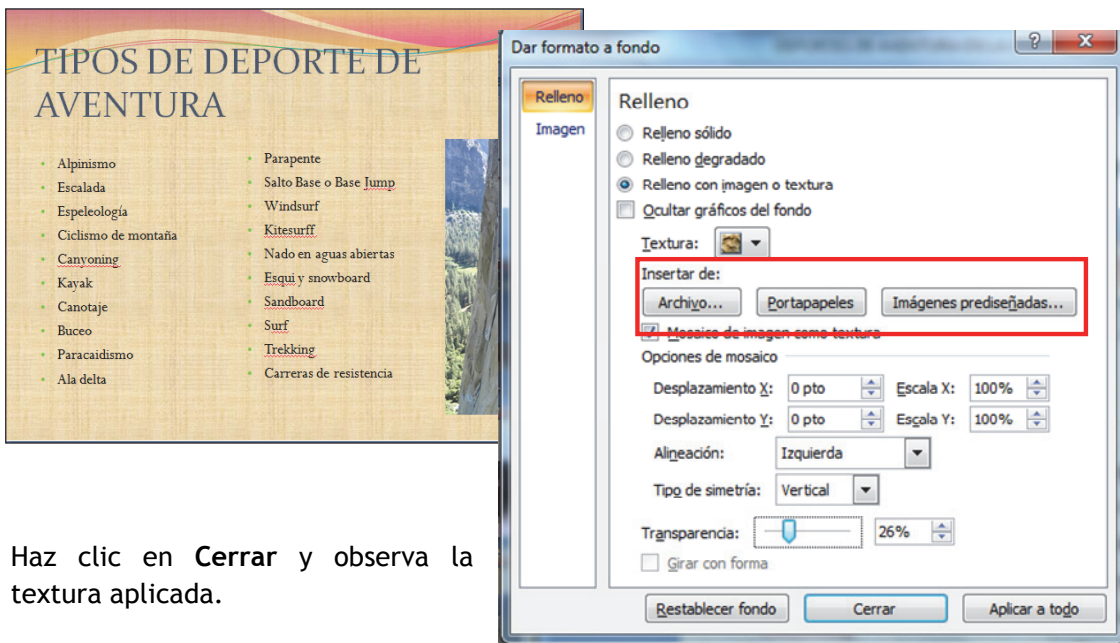 TIPOS DE DEPORTE DE
AVENTURA
Alpinismo
Escalada
Espeleología
Ciclismo de montaña
Canyoning
Kayak
Canotaje
Buceo
Paracaidismo
Ala delta
Parapente
Salto Base o Base Jump
Windsurf
Kitesurff
Nado en aguas abiertas
Esqui y snowboard
Sandboard
Surf
Trekking
Carreras de resistencia
Haz clic en Cerrar y observa la
textura aplicada.
Dar formato a fondo
Relleno
Imagen
Relleno
Relleno sólido
Relleno degradado
Relleno con imagen o textura
Ocultar gráficos del fondo
Textura:
Insertar de:
Archivo... Portapapeles Imágenes prediseñadas...
Mosaico de imagen como textura
Opciones de mosaico
Desplazamiento X: 0 pto Escala X: 100%
Desplazamiento Y: 0 pto Escala Y: 100%
Alineación: Izquierda
Tipo de simetría: Vertical
Transparencia: 26%
Girar con forma
Restablecer fondo Cerrar Aplicar a todo